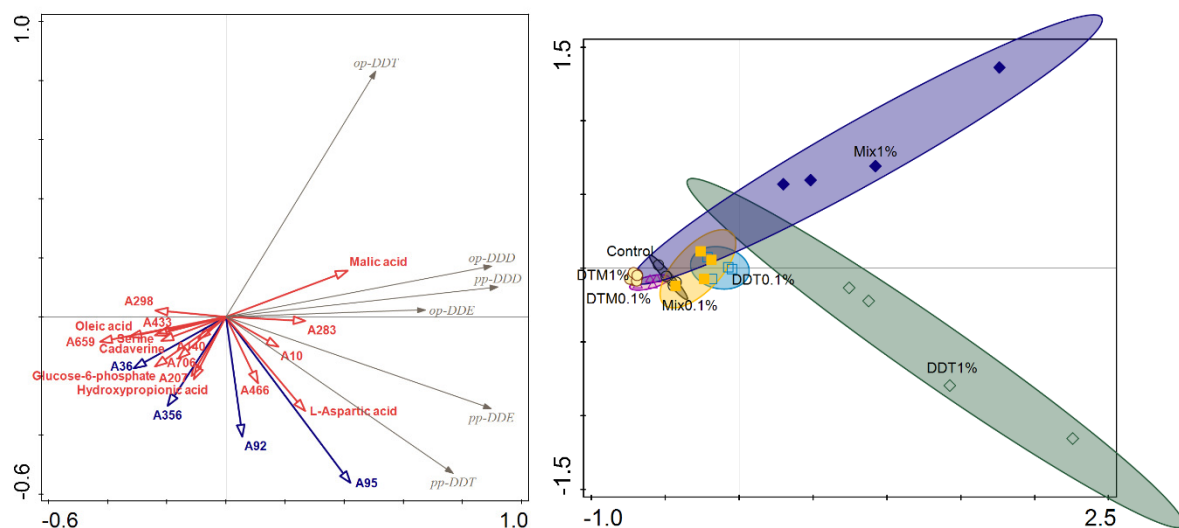 1.0
op-DDT
op-DDD
Malic acid
pp-DDD
A298
op-DDE
Oleic acid
A433
A283
A659
Serine
A140
Cadaverine
A10
A36
A706
Glucose-6-phosphate
A207
A466
Hydroxypropionic acid
L-Aspartic acid
pp-DDE
A356
A92
A95
pp-DDT
-0.6
-0.6
1.0
1.5
Mix1%
Control
DTM1%
DDT0.1%
DTM0.1%
Mix0.1%
DDT1%
-1.5
-1.0
2.5